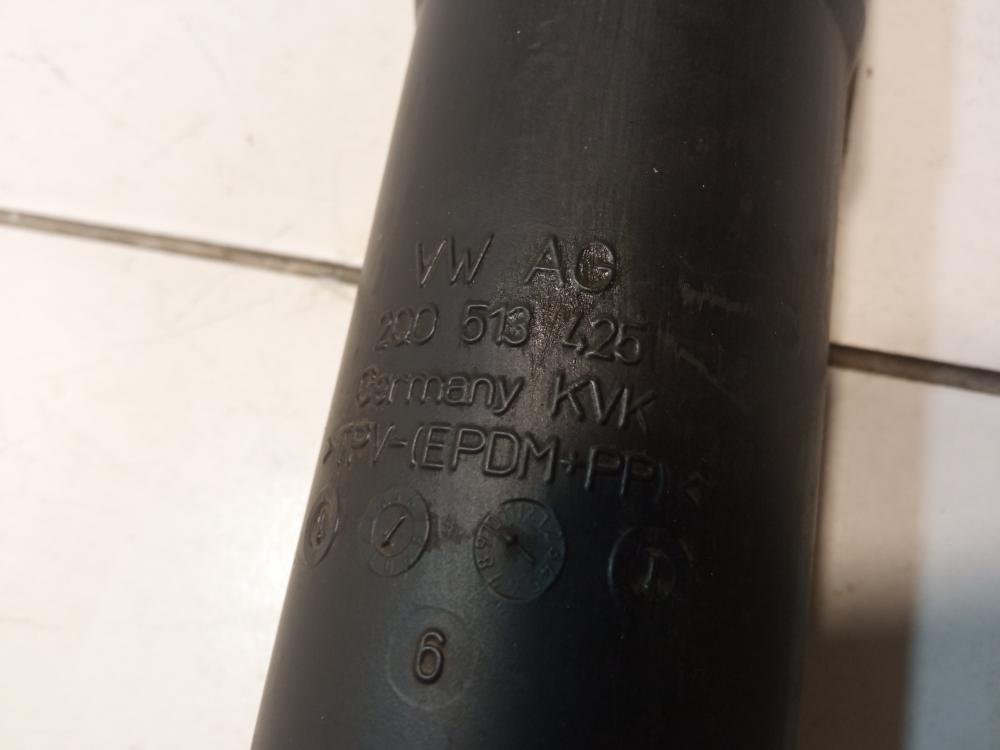 VW AG
2Q0 513 425
Germany KVK
>TPV-(EPDM+PP)<
6